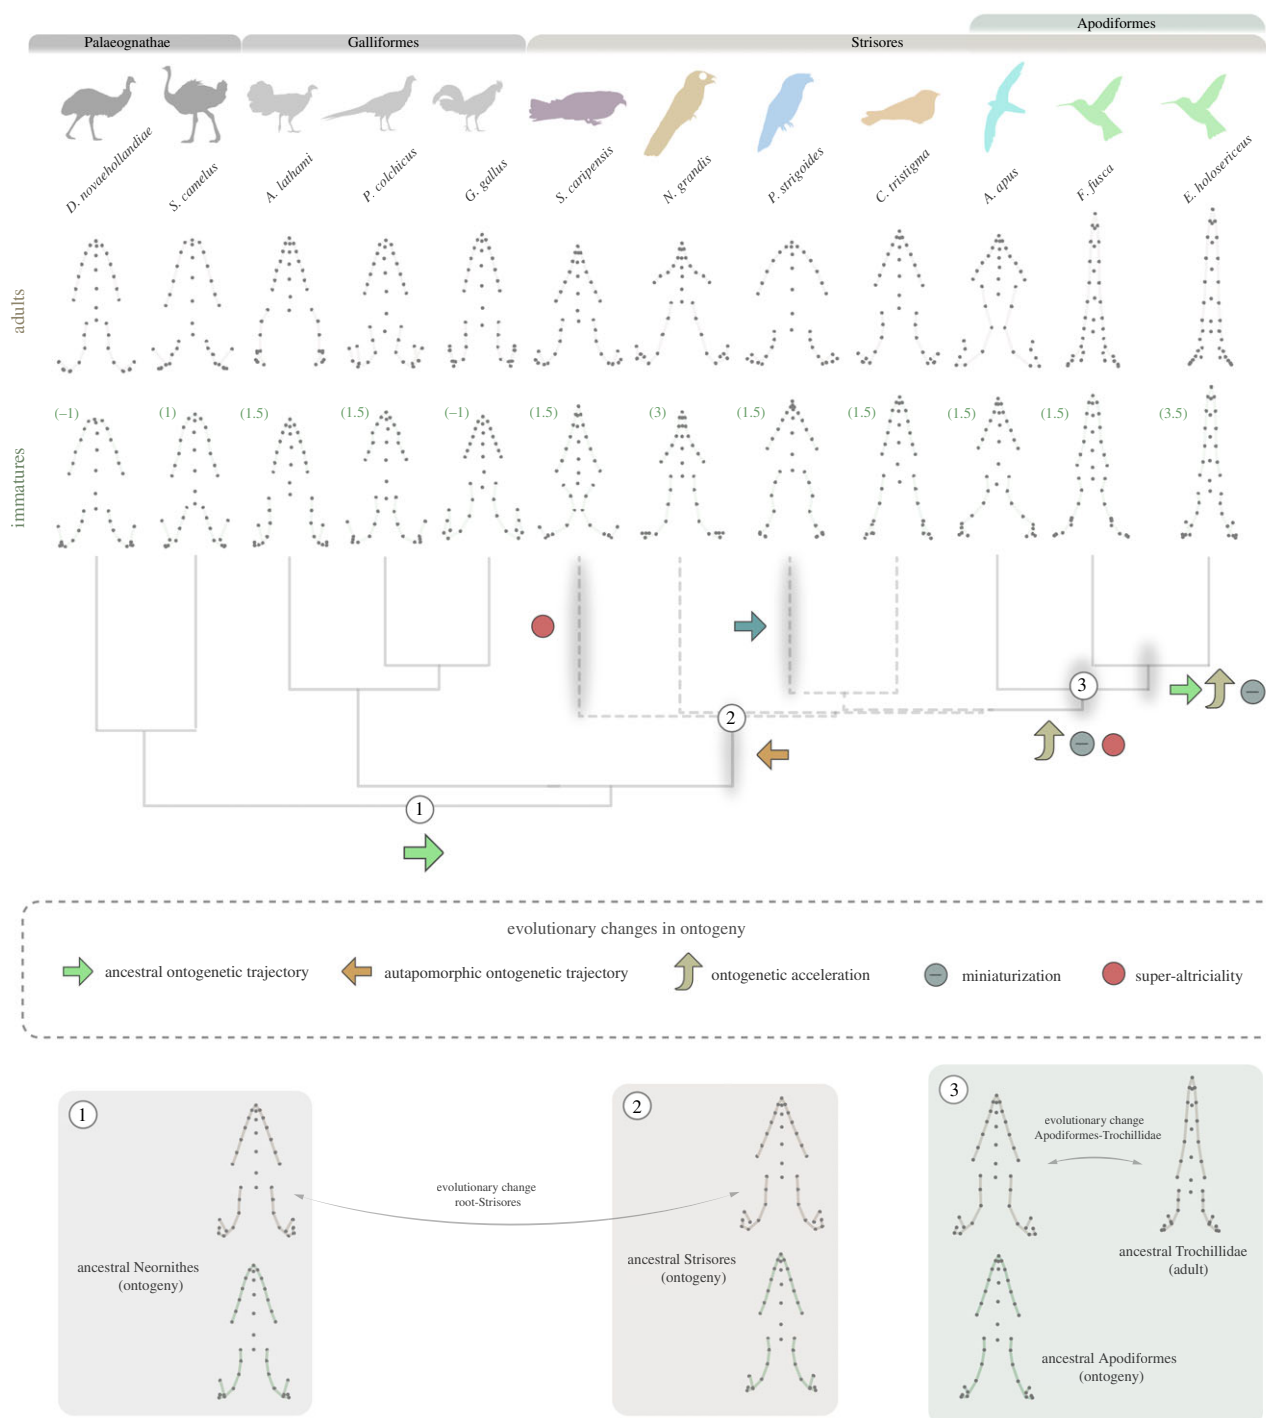 Apodiformes
Palaeognathae
Galliformes
Strisores
D. novaehollandiae
S. camelus
A. lathami
P. colchicus
G. gallus
S. caripensis
N. grandis
P. strigoides
C. tristigma
A. apus
F. fusca
E. holosericeus
adults
(–1)
(1)
(1.5)
(1.5)
(–1)
(1.5)
(3)
(1.5)
(1.5)
(1.5)
(1.5)
(3.5)
immatures
3
2
1
evolutionary changes in ontogeny
ancestral ontogenetic trajectory
autapomorphic ontogenetic trajectory
ontogenetic acceleration
miniaturization
super-altriciality
1
2
3
evolutionary change
Apodiformes-Trochillidae
evolutionary change
root-Strisores
ancestral Neornithes
(ontogeny)
ancestral Strisores
(ontogeny)
ancestral Trochillidae
(adult)
ancestral Apodiformes
(ontogeny)